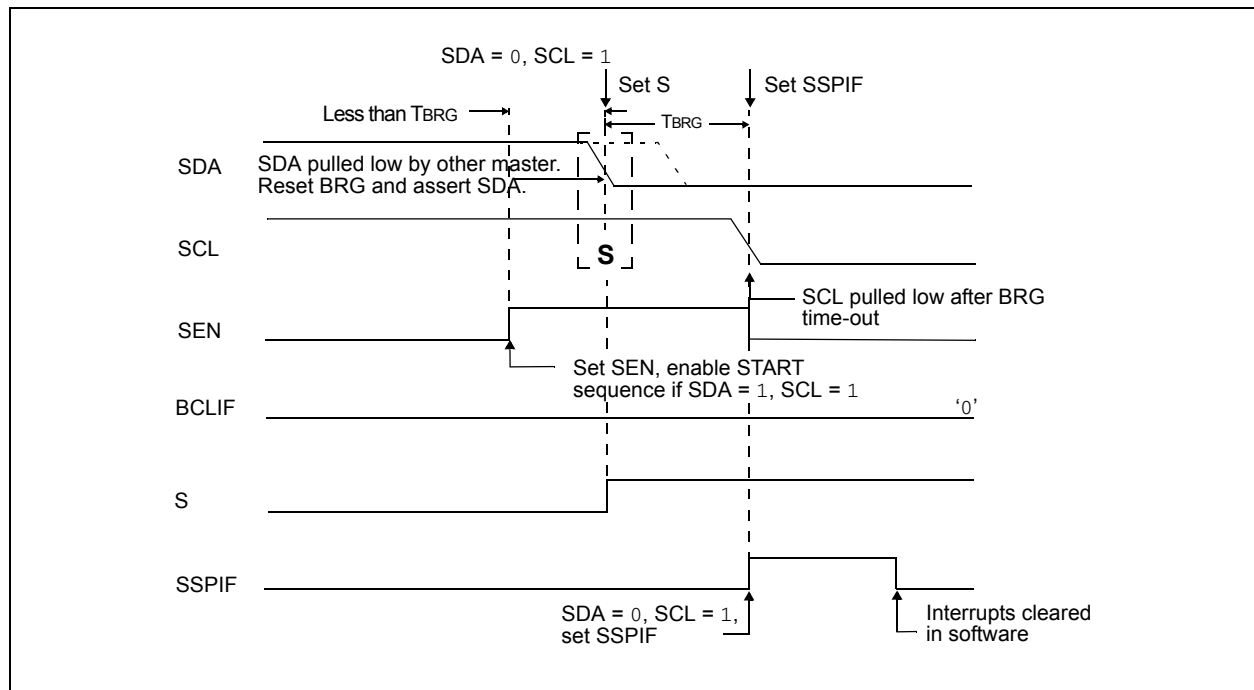 SDA = 0, SCL = 1
Set S
Set SSPIF
Less than TBRG
TBRG
SDA
SDA pulled low by other master.
Reset BRG and assert SDA.
SCL
S
SCL pulled low after BRG
time-out
SEN
Set SEN, enable START
sequence if SDA = 1, SCL = 1
BCLIF
‘0’
S
SSPIF
SDA = 0, SCL = 1,
set SSPIF
Interrupts cleared
in software